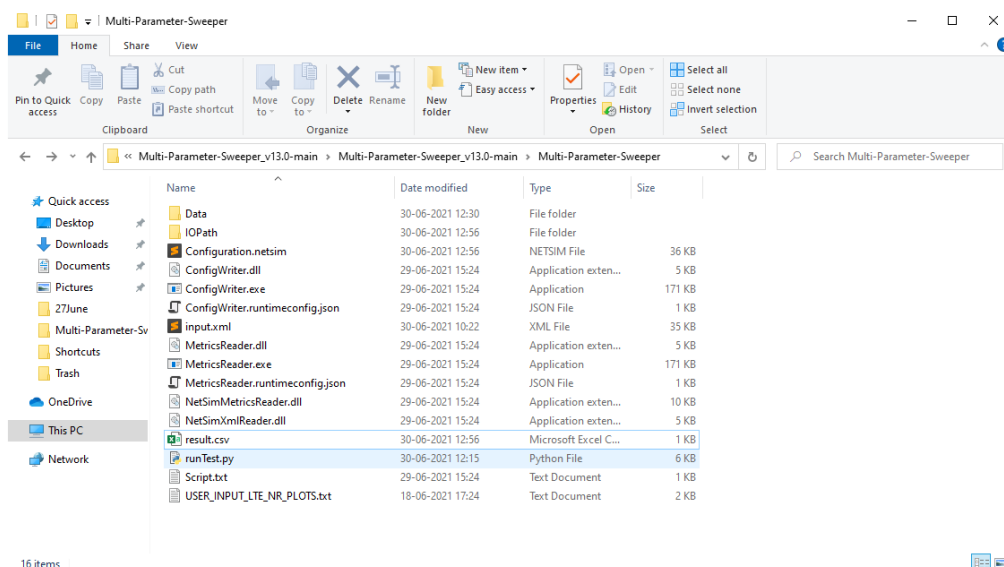 Multi-Parameter-Sweeper
File Home Share View
Pin to Quick access
Copy
Paste
Cut
Copy path
Paste shortcut
Clipboard
Move to
Copy to
Delete
Rename
Organize
New folder
New item
Easy access
New
Properties
Open
Edit
History
Open
Select all
Select none
Invert selection
Select
« Multi-Parameter-Sweeper_v13.0-main › Multi-Parameter-Sweeper_v13.0-main › Multi-Parameter-Sweeper
Search Multi-Parameter-Sweeper
Quick access
Desktop
Downloads
Documents
Pictures
27June
Multi-Parameter-Sv
Shortcuts
Trash
OneDrive
This PC
Network
Name Date modified Type Size
Data 30-06-2021 12:30 File folder
IOPath 30-06-2021 12:56 File folder
Configuration.netsim 30-06-2021 12:56 NETSIM File 36 KB
ConfigWriter.dll 29-06-2021 15:24 Application exten... 5 KB
ConfigWriter.exe 29-06-2021 15:24 Application 171 KB
ConfigWriter.runtimeconfig.json 29-06-2021 15:24 JSON File 1 KB
input.xml 30-06-2021 10:22 XML File 35 KB
MetricsReader.dll 29-06-2021 15:24 Application exten... 5 KB
MetricsReader.exe 29-06-2021 15:24 Application 171 KB
MetricsReader.runtimeconfig.json 29-06-2021 15:24 JSON File 1 KB
NetSimMetricsReader.dll 29-06-2021 15:24 Application exten... 10 KB
NetSimXmlReader.dll 29-06-2021 15:24 Application exten... 5 KB
result.csv 30-06-2021 12:56 Microsoft Excel C... 1 KB
runTest.py 30-06-2021 12:15 Python File 6 KB
Script.txt 29-06-2021 15:24 Text Document 1 KB
USER_INPUT_LTE_NR_PLOTS.txt 18-06-2021 17:24 Text Document 2 KB
16 items